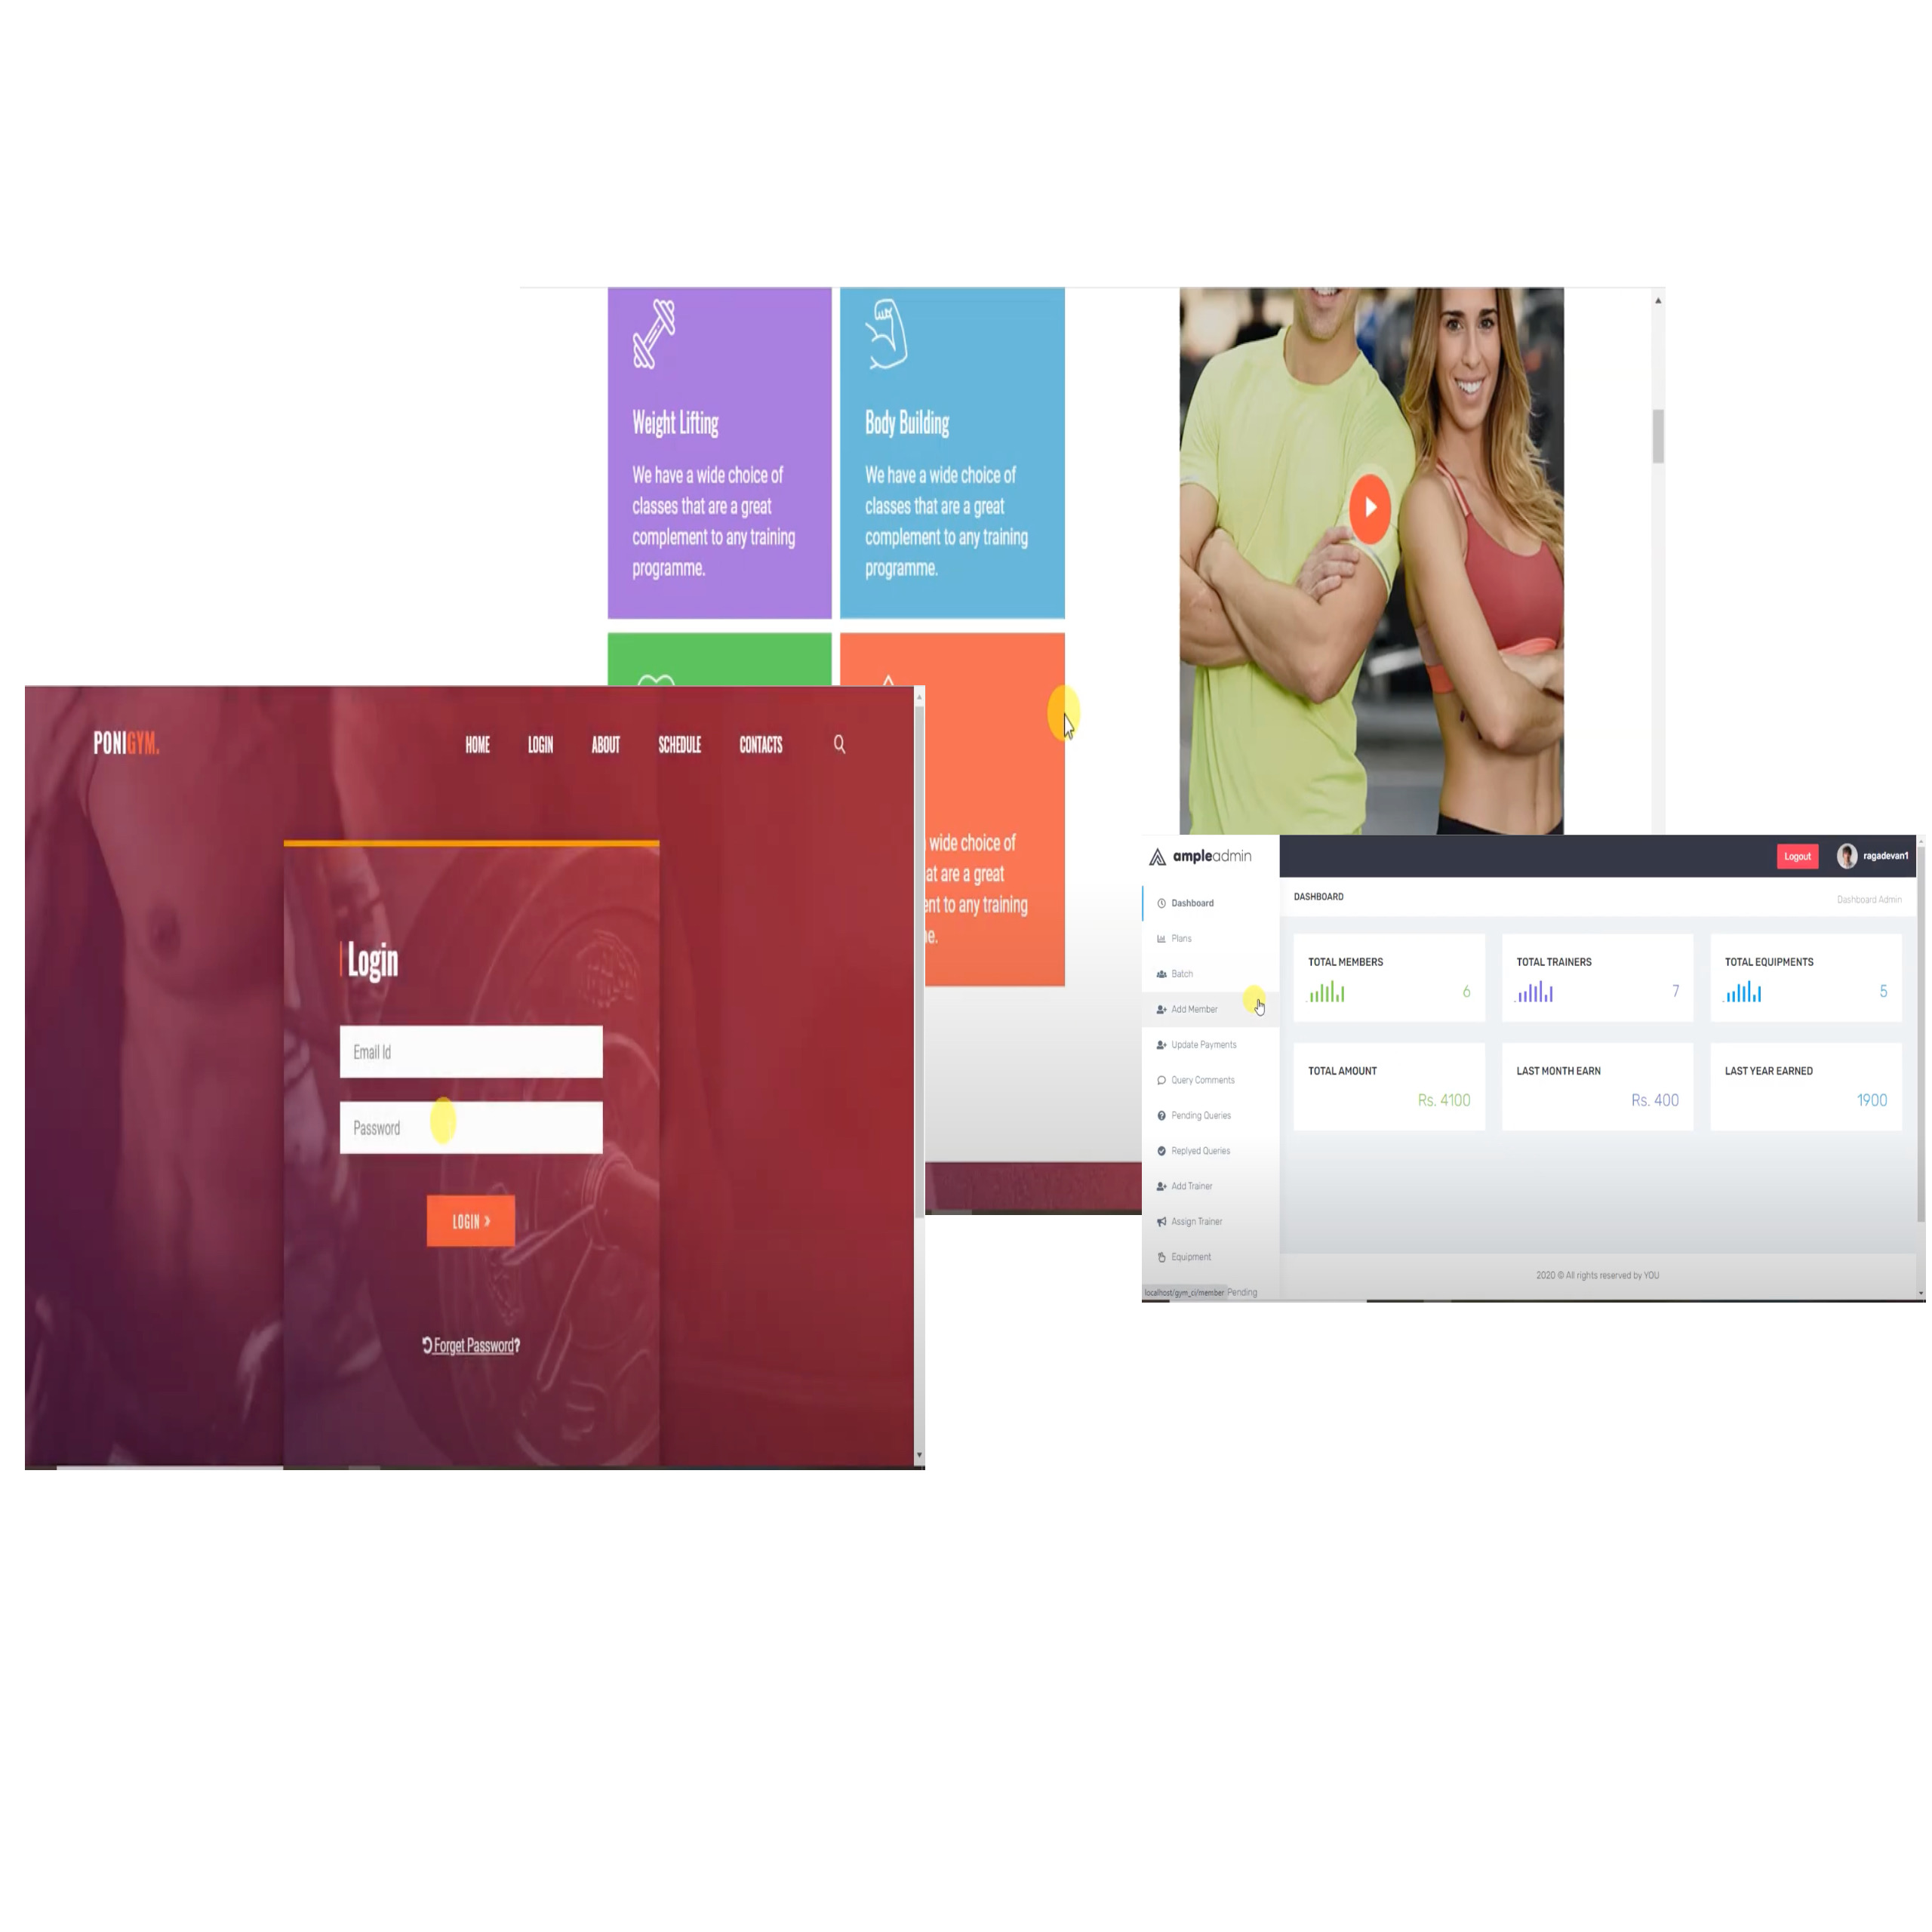 Weight Lifting
We have a wide choice of
classes that are a great
complement to any training
programme.
Body Building
We have a wide choice of
classes that are a great
complement to any training
programme.
wide choice of
at are a great
ent to any training
e.
PONIGYM.
HOME LOGIN ABOUT SCHEDULE CONTACTS
Login
Email Id
Password
LOGIN »
Forget Password?
ampleadmin
Logout
ragadevan1
Dashboard
Plans
Batch
Add Member
Update Payments
Query Comments
Pending Queries
Replyed Queries
Add Trainer
Assign Trainer
Equipment
Pending
localhost/gym_ci/member
DASHBOARD
Dashboard Admin
TOTAL MEMBERS
6
TOTAL TRAINERS
7
TOTAL EQUIPMENTS
5
TOTAL AMOUNT
Rs. 4100
LAST MONTH EARN
Rs. 400
LAST YEAR EARNED
1900
2020 © All rights reserved by YOU